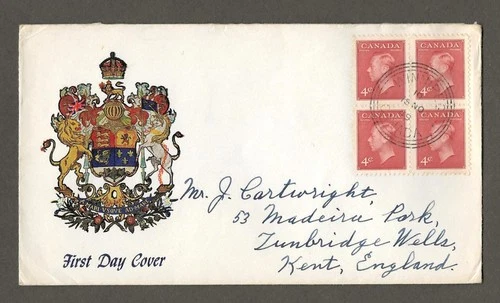 CANADA CANADA
4¢ 4¢
CANADA CANADA
4¢ 4¢
Mr. J. Cartwright,
53 Madeira Park,
Tunbridge Wells,
Kent, England.
First Day Cover